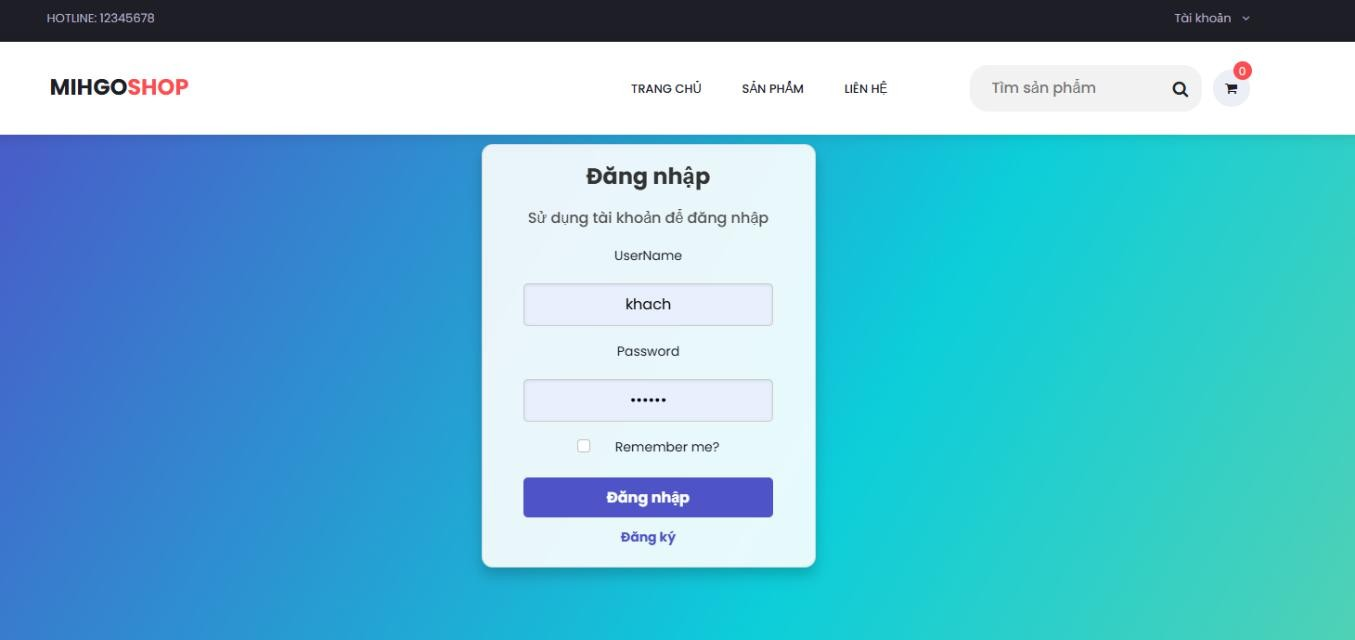 HOTLINE: 12345678
Tài khoản
MIHGOSHOP
TRANG CHỦ
SẢN PHẨM
LIÊN HỆ
Tìm sản phẩm
0
Đăng nhập
Sử dụng tài khoản để đăng nhập
UserName
khach
Password
••••••
Remember me?
Đăng nhập
Đăng ký